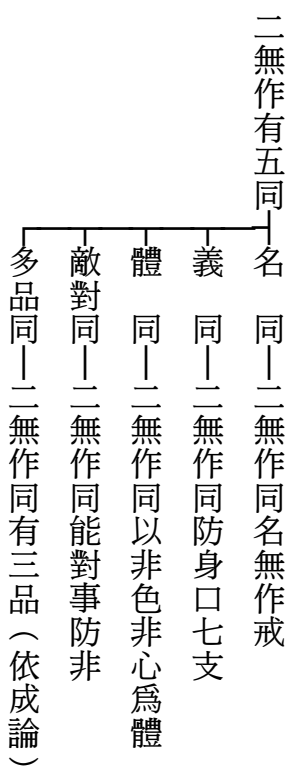 二無作有五同
名同—二無作同名無作戒
義同—二無作同防身口七支
體同—二無作同以非色非心爲體
敵對同—二無作同能對事防非
多品同—二無作同有三品（依成論）